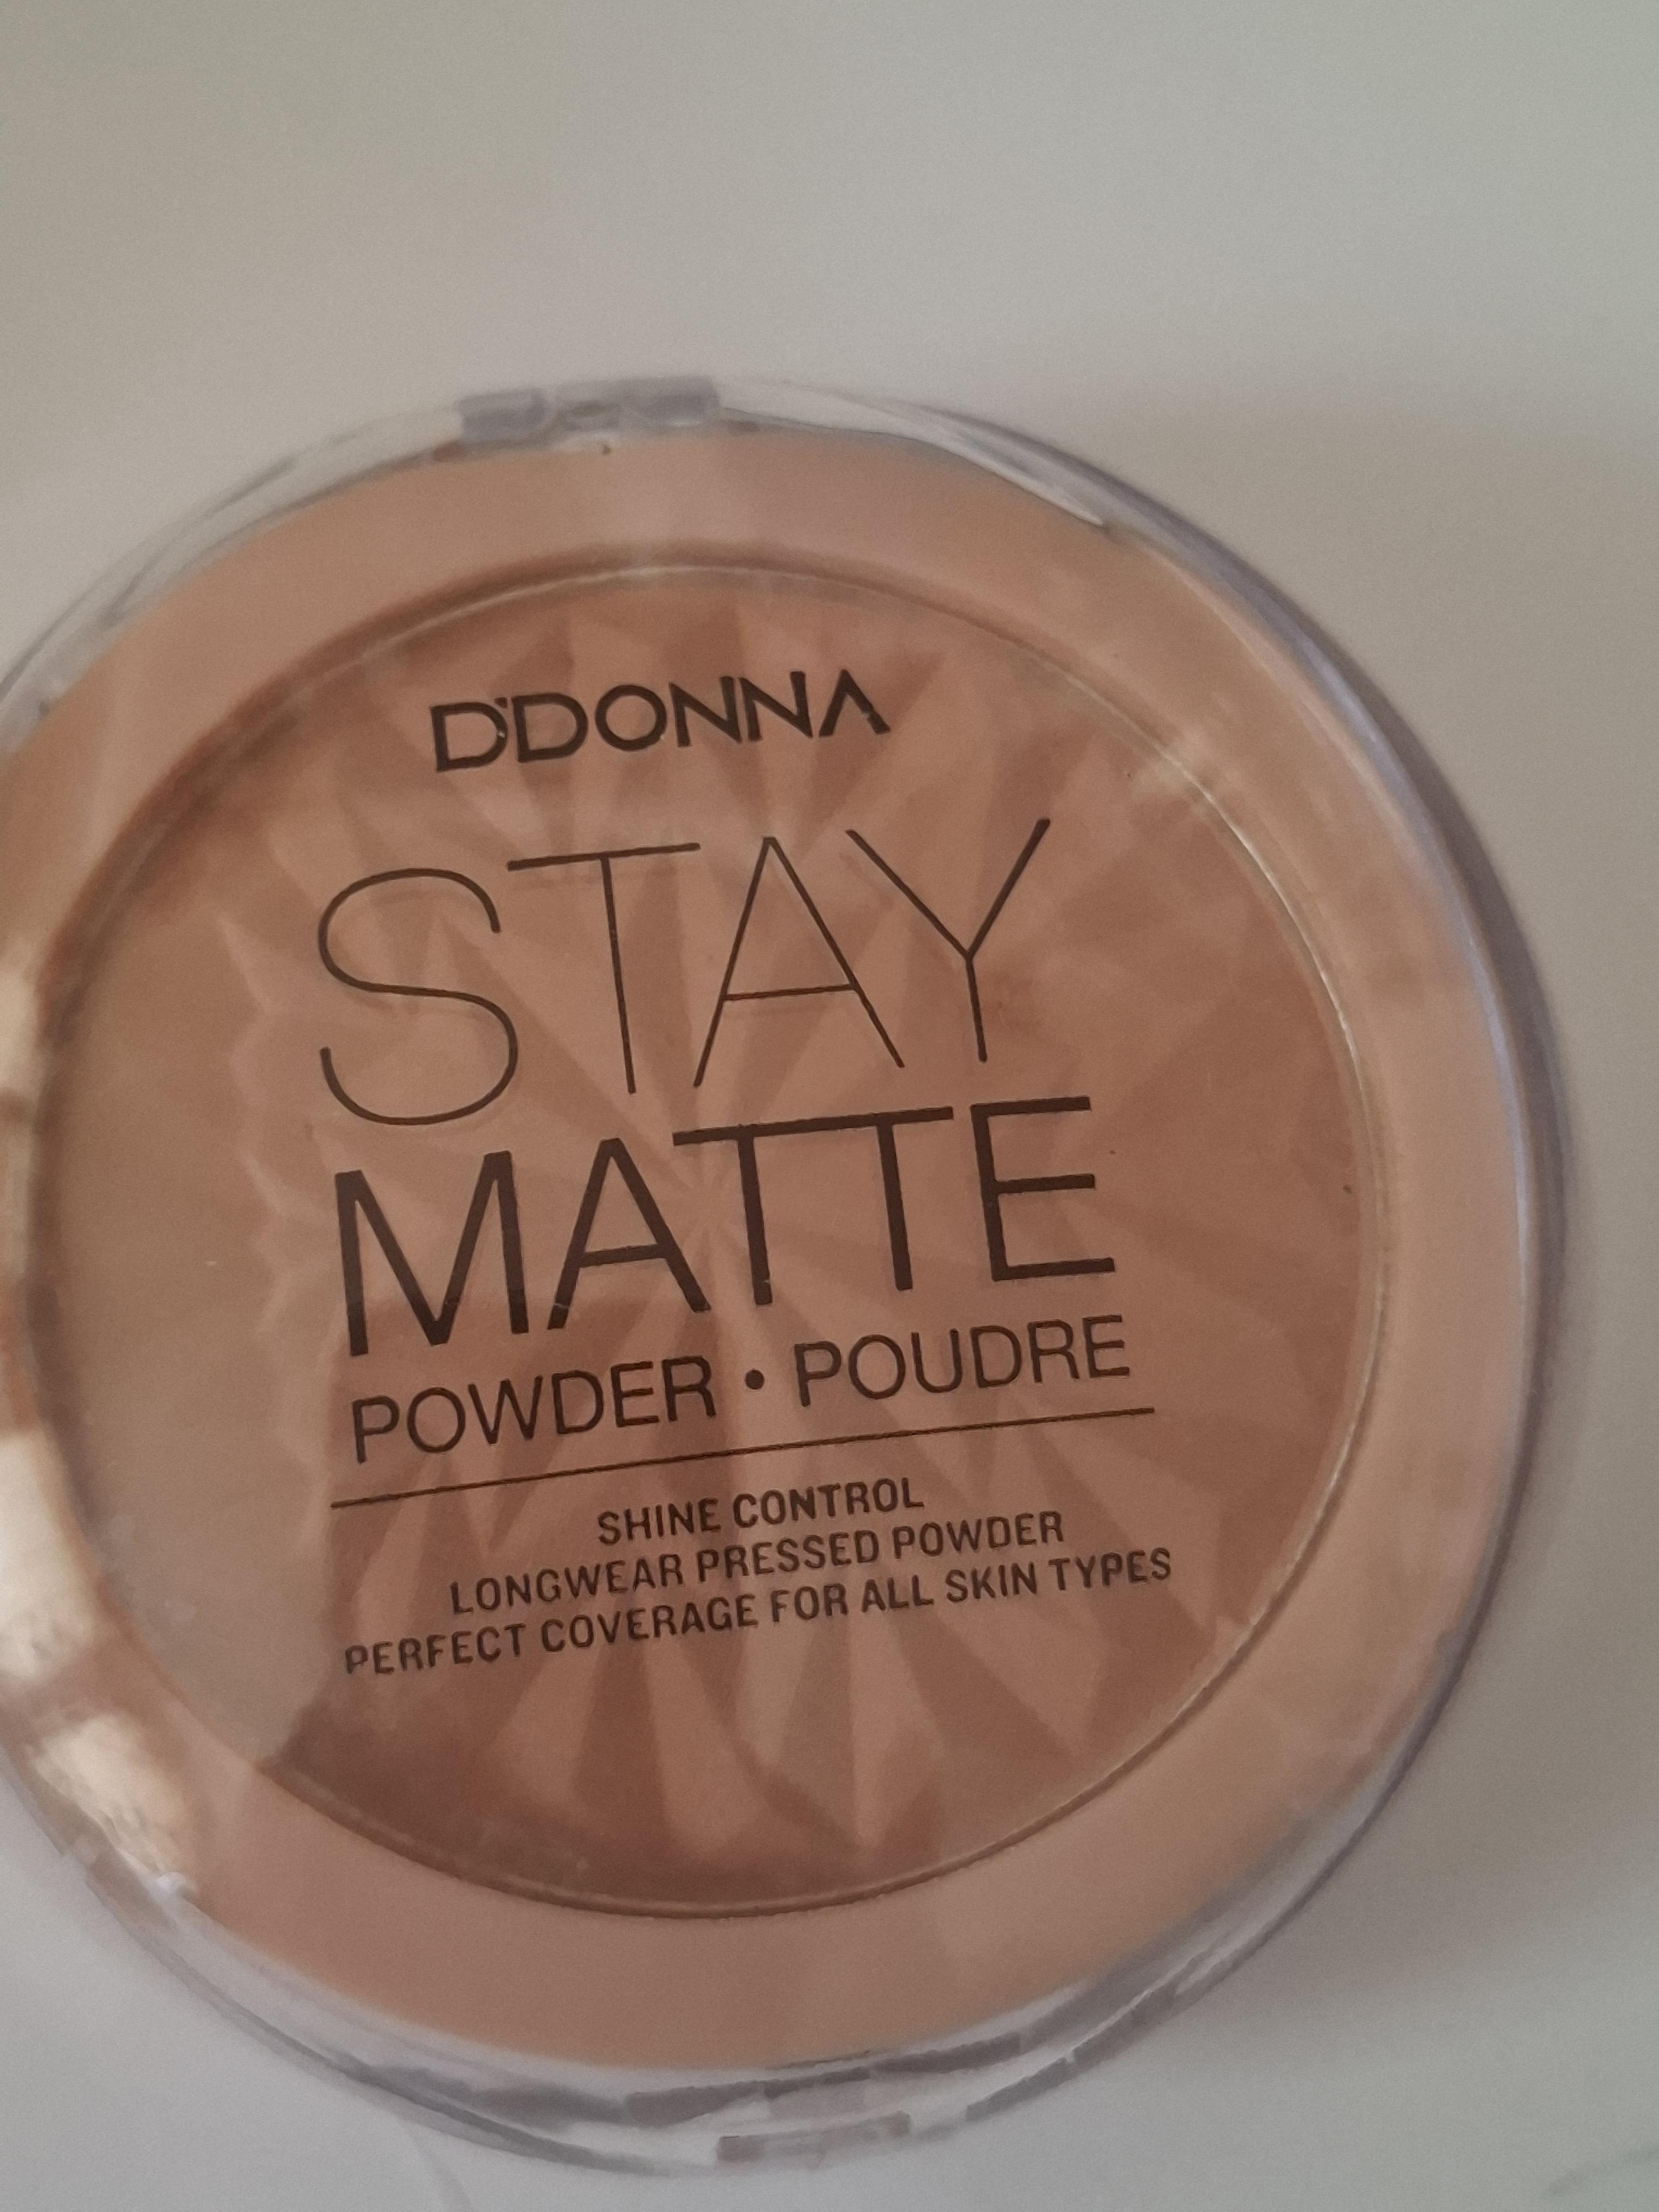 D'DONNA
STAY
MATTE
POWDER • POUDRE
SHINE CONTROL
LONGWEAR PRESSED POWDER
PERFECT COVERAGE FOR ALL SKIN TYPES